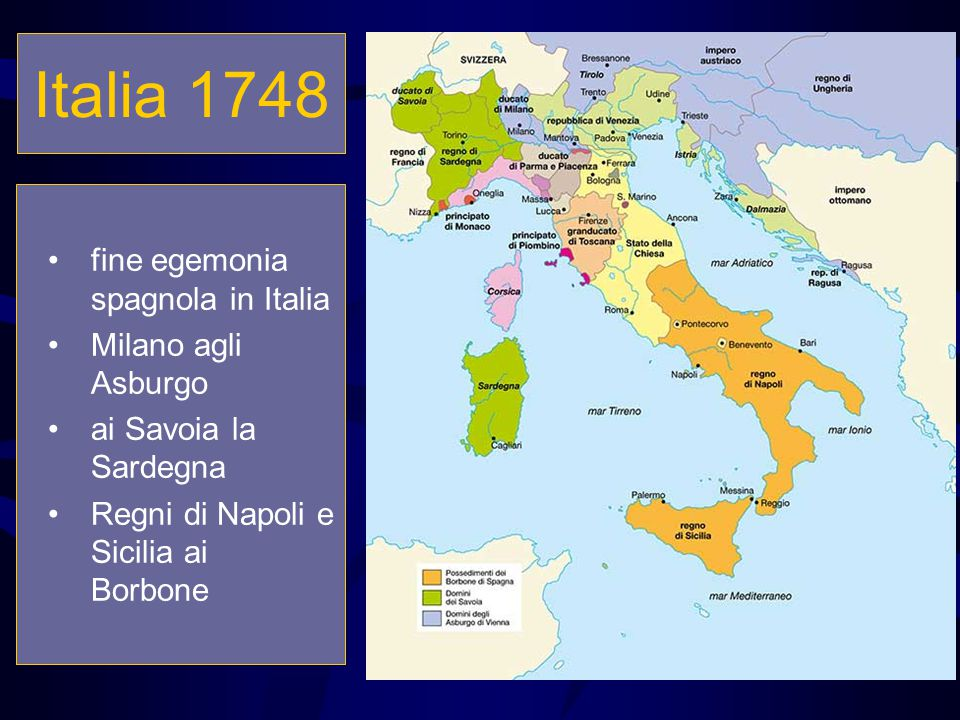 Italia 1748
• fine egemonia
spagnola in Italia
• Milano agli
Asburgo
• ai Savoia la
Sardegna
• Regni di Napoli e
Sicilia ai
Borbone
SVIZZERA
Bressanone
Tirolo
impero
austriaco
regno di
Ungheria
ducato di
Savoia
ducato
di Milano
Trento
Udine
Trieste
repubblica di Venezia
Torino
Milano
Mantova
Padova
Venezia
Istria
regno di
Francia
regno di
Sardegna
ducato
di Parma e Piacenza
Ferrara
Bologna
Oneglia
Massa
Lucca
S. Marino
Zara
Dalmazia
impero
ottomano
Nizza
principato
di Monaco
Firenze
granducato
di Toscana
Ancona
principato
di Piombino
Stato della
Chiesa
mar Adriatico
Ragusa
rep. di
Ragusa
Corsica
Roma
Pontecorvo
Benevento
Bari
Napoli
regno
di Napoli
Sardegna
mar Tirreno
mar Ionio
Cagliari
Palermo
Messina
Reggio
regno
di Sicilia
Possedimenti dei
Borbone di Spagna
Domini
dei Savoia
Domini degli
Asburgo di Vienna
mar Mediterraneo